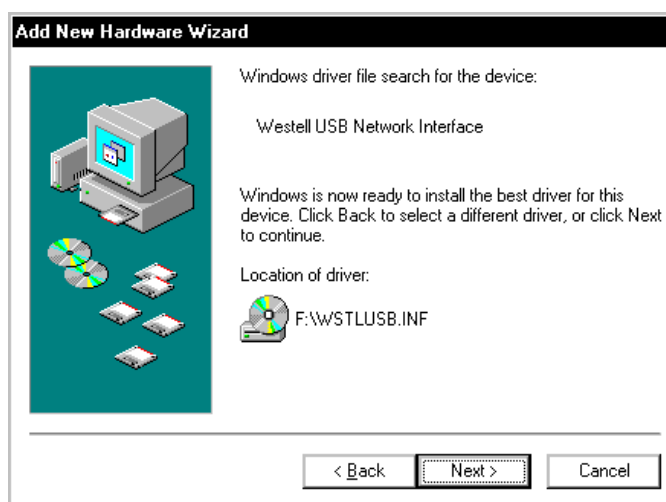 Add New Hardware Wizard
Windows driver file search for the device:
Westell USB Network Interface
Windows is now ready to install the best driver for this
device. Click Back to select a different driver, or click Next
to continue.
Location of driver:
F:\WSTLUSB.INF
< Back
Next >
Cancel